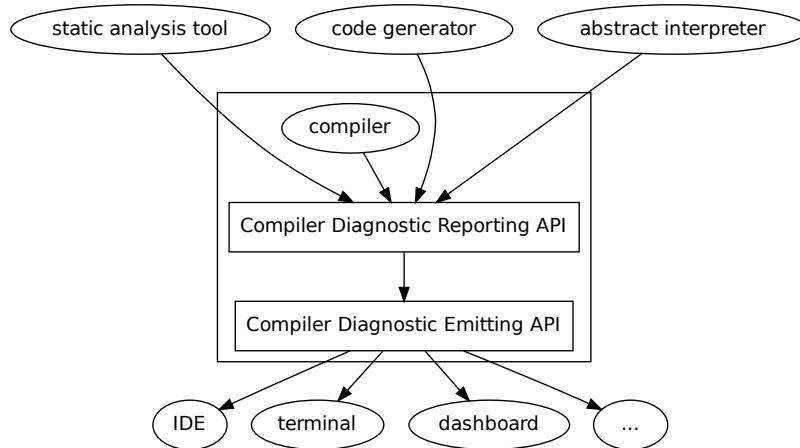 static analysis tool
code generator
abstract interpreter
compiler
Compiler Diagnostic Reporting API
Compiler Diagnostic Emitting API
IDE
terminal
dashboard
...